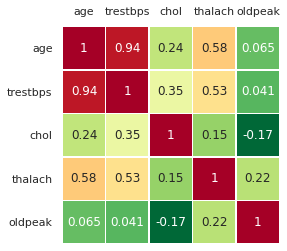 age trestbps chol thalach oldpeak
age 1 0.94 0.24 0.58 0.065
trestbps 0.94 1 0.35 0.53 0.041
chol 0.24 0.35 1 0.15 -0.17
thalach 0.58 0.53 0.15 1 0.22
oldpeak 0.065 0.041 -0.17 0.22 1